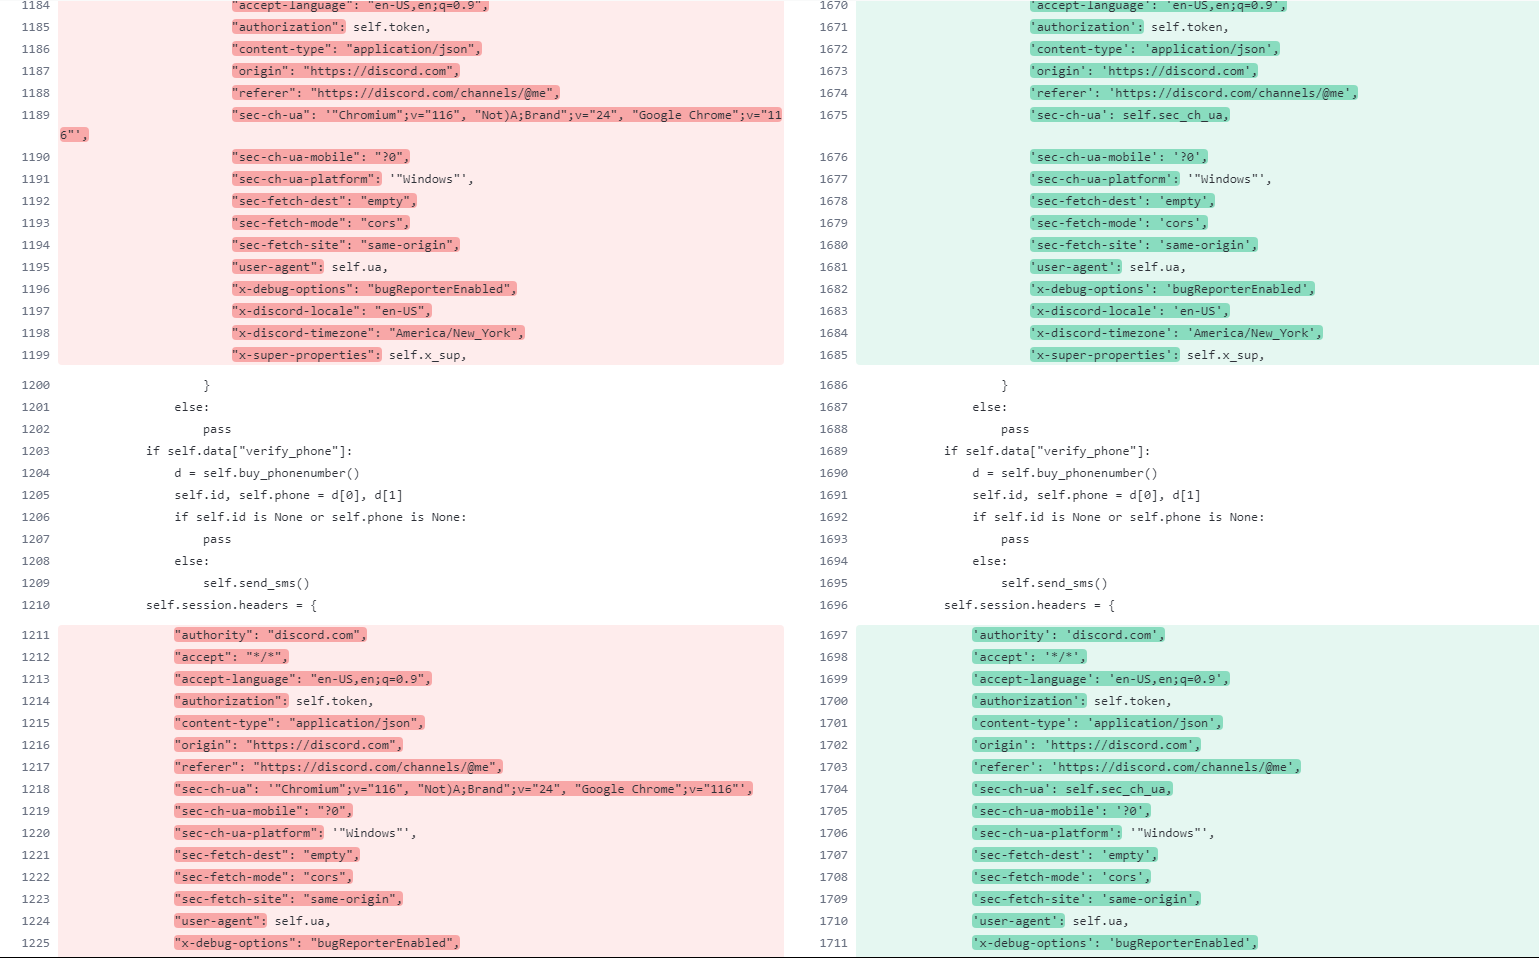 1184 "accept-language": "en-US,en;q=0.9",
1185 "authorization": self.token,
1186 "content-type": "application/json",
1187 "origin": "https://discord.com",
1188 "referer": "https://discord.com/channels/@me",
1189 "sec-ch-ua": '"Chromium";v="116", "Not)A;Brand";v="24", "Google Chrome";v="11
6"',
1190 "sec-ch-ua-mobile": "?0",
1191 "sec-ch-ua-platform": '"Windows"',
1192 "sec-fetch-dest": "empty",
1193 "sec-fetch-mode": "cors",
1194 "sec-fetch-site": "same-origin",
1195 "user-agent": self.ua,
1196 "x-debug-options": "bugReporterEnabled",
1197 "x-discord-locale": "en-US",
1198 "x-discord-timezone": "America/New_York",
1199 "x-super-properties": self.x_sup,
1200 }
1201 else:
1202 pass
1203 if self.data["verify_phone"]:
1204 d = self.buy_phonenumber()
1205 self.id, self.phone = d[0], d[1]
1206 if self.id is None or self.phone is None:
1207 pass
1208 else:
1209 self.send_sms()
1210 self.session.headers = {
1211 "authority": "discord.com",
1212 "accept": "*/*",
1213 "accept-language": "en-US,en;q=0.9",
1214 "authorization": self.token,
1215 "content-type": "application/json",
1216 "origin": "https://discord.com",
1217 "referer": "https://discord.com/channels/@me",
1218 "sec-ch-ua": '"Chromium";v="116", "Not)A;Brand";v="24", "Google Chrome";v="116"',
1219 "sec-ch-ua-mobile": "?0",
1220 "sec-ch-ua-platform": '"Windows"',
1221 "sec-fetch-dest": "empty",
1222 "sec-fetch-mode": "cors",
1223 "sec-fetch-site": "same-origin",
1224 "user-agent": self.ua,
1225 "x-debug-options": "bugReporterEnabled",
1670 'accept-language': 'en-US,en;q=0.9',
1671 'authorization': self.token,
1672 'content-type': 'application/json',
1673 'origin': 'https://discord.com',
1674 'referer': 'https://discord.com/channels/@me',
1675 'sec-ch-ua': self.sec_ch_ua,
1676 'sec-ch-ua-mobile': '?0',
1677 'sec-ch-ua-platform': '"Windows"',
1678 'sec-fetch-dest': 'empty',
1679 'sec-fetch-mode': 'cors',
1680 'sec-fetch-site': 'same-origin',
1681 'user-agent': self.ua,
1682 'x-debug-options': 'bugReporterEnabled',
1683 'x-discord-locale': 'en-US',
1684 'x-discord-timezone': 'America/New_York',
1685 'x-super-properties': self.x_sup,
1686 }
1687 else:
1688 pass
1689 if self.data["verify_phone"]:
1690 d = self.buy_phonenumber()
1691 self.id, self.phone = d[0], d[1]
1692 if self.id is None or self.phone is None:
1693 pass
1694 else:
1695 self.send_sms()
1696 self.session.headers = {
1697 'authority': 'discord.com',
1698 'accept': '*/*',
1699 'accept-language': 'en-US,en;q=0.9',
1700 'authorization': self.token,
1701 'content-type': 'application/json',
1702 'origin': 'https://discord.com',
1703 'referer': 'https://discord.com/channels/@me',
1704 'sec-ch-ua': self.sec_ch_ua,
1705 'sec-ch-ua-mobile': '?0',
1706 'sec-ch-ua-platform': '"Windows"',
1707 'sec-fetch-dest': 'empty',
1708 'sec-fetch-mode': 'cors',
1709 'sec-fetch-site': 'same-origin',
1710 'user-agent': self.ua,
1711 'x-debug-options': 'bugReporterEnabled',